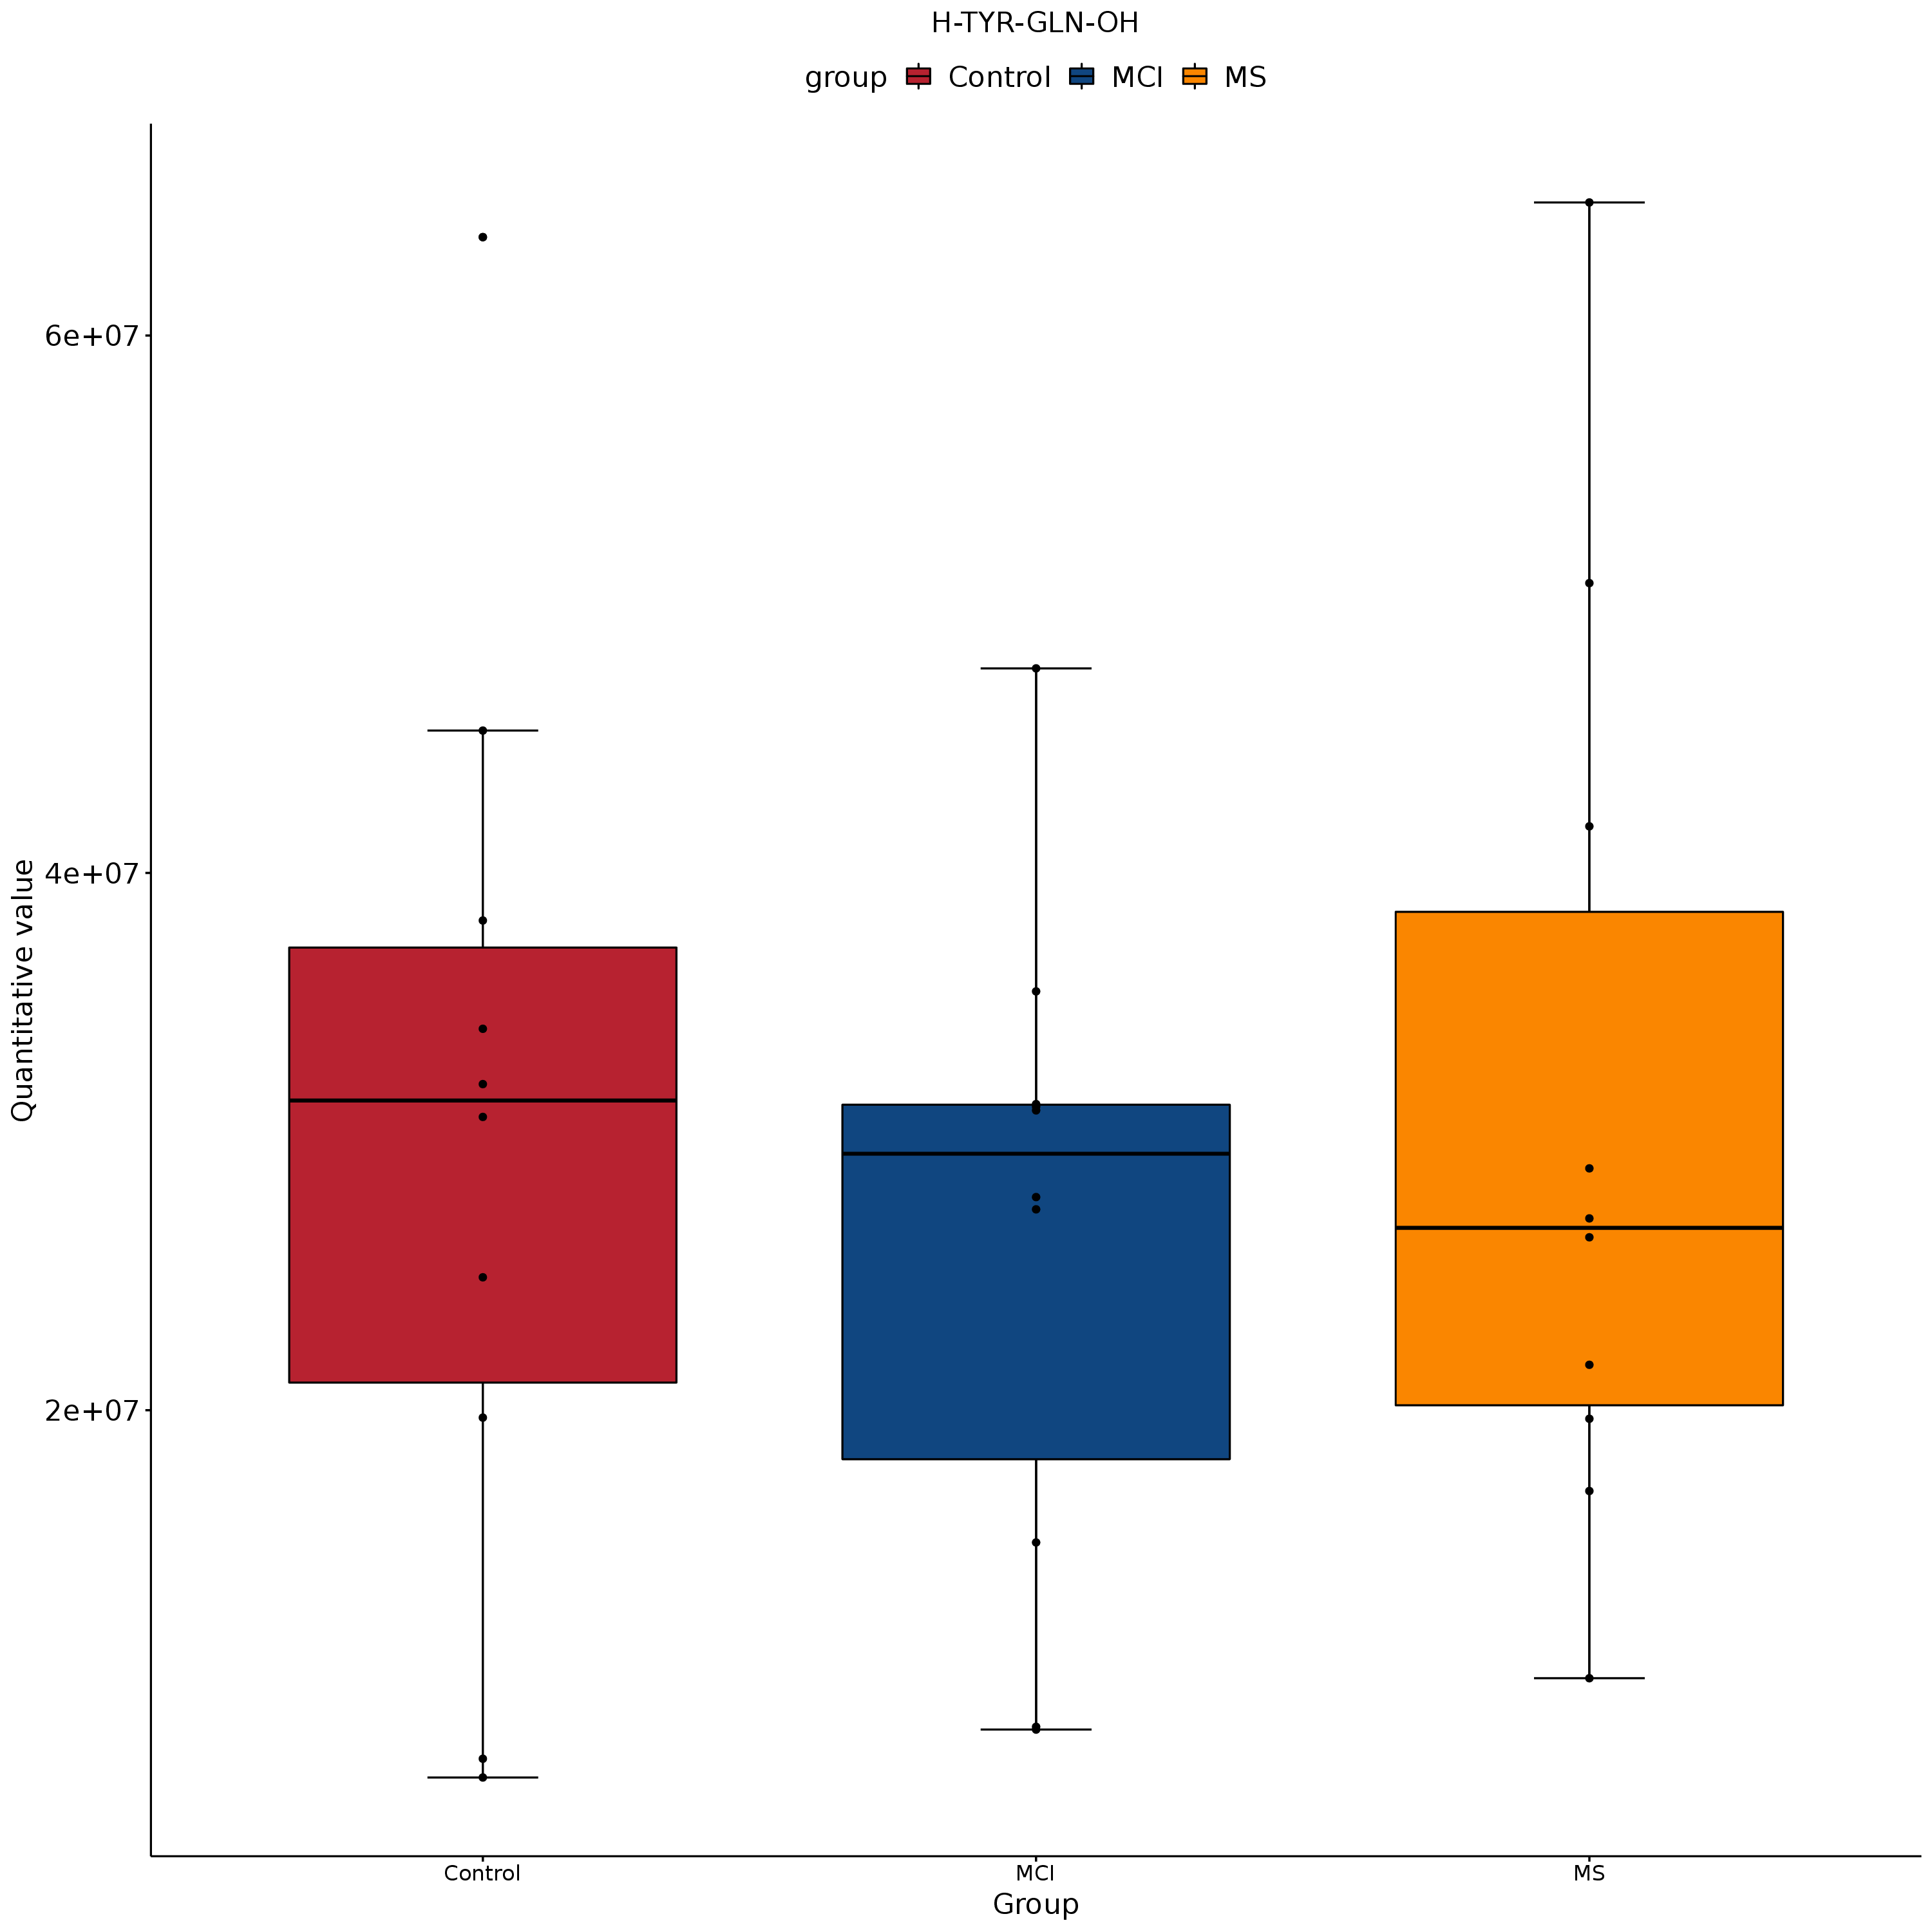 H-TYR-GLN-OH
group Control MCI MS
Quantitative value
6e+07
4e+07
2e+07
Control MCI MS
Group